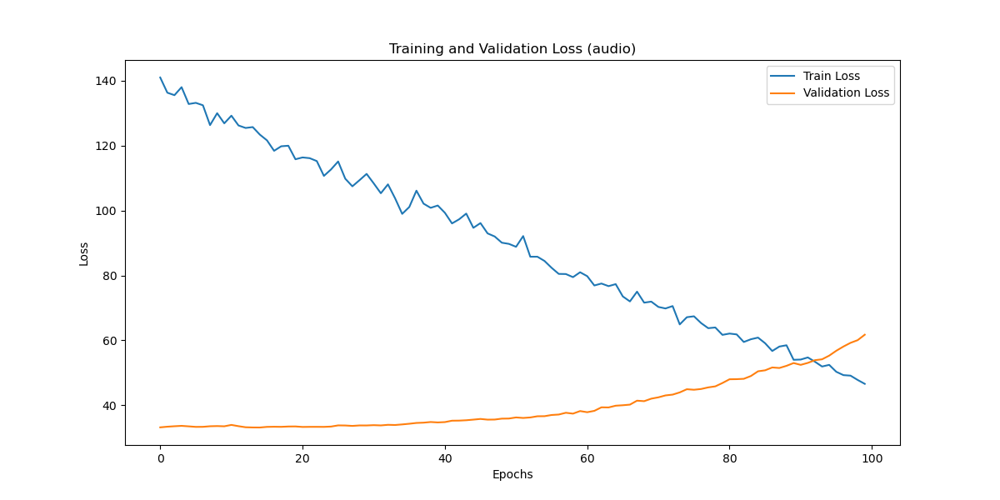 Training and Validation Loss (audio)
Train Loss
Validation Loss
Loss
140
120
100
80
60
40
0 20 40 60 80 100
Epochs